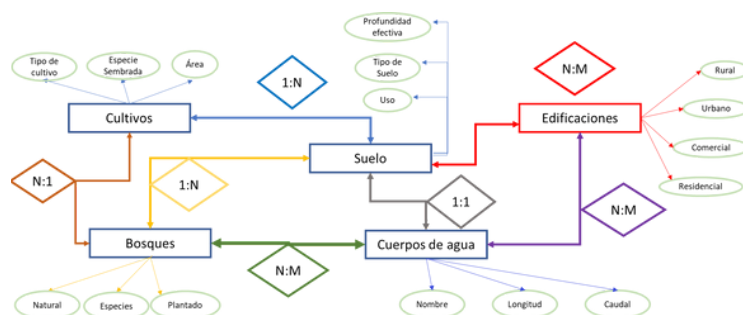 Profundidad
efectiva
Tipo de
cultivo
Especie
Sembrada
Área
Tipo de
Suelo
Uso
1:N
N:M
Rural
Urbano
Comercial
Residencial
Cultivos
Edificaciones
Suelo
N:1
1:N
1:1
N:M
Bosques
N:M
Cuerpos de agua
Natural
Especies
Plantado
Nombre
Longitud
Caudal